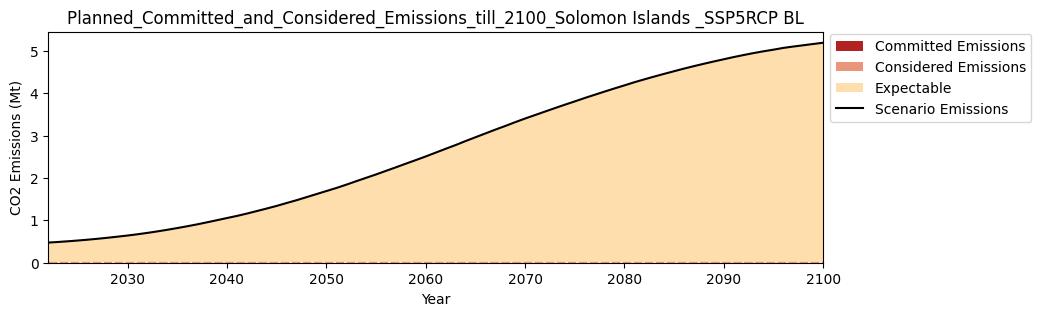 Planned_Committed_and_Considered_Emissions_till_2100_Solomon Islands _SSP5RCP BL
CO2 Emissions (Mt)
5
4
3
2
1
0
2030 2040 2050 2060 2070 2080 2090 2100
Year
Committed Emissions
Considered Emissions
Expectable
Scenario Emissions